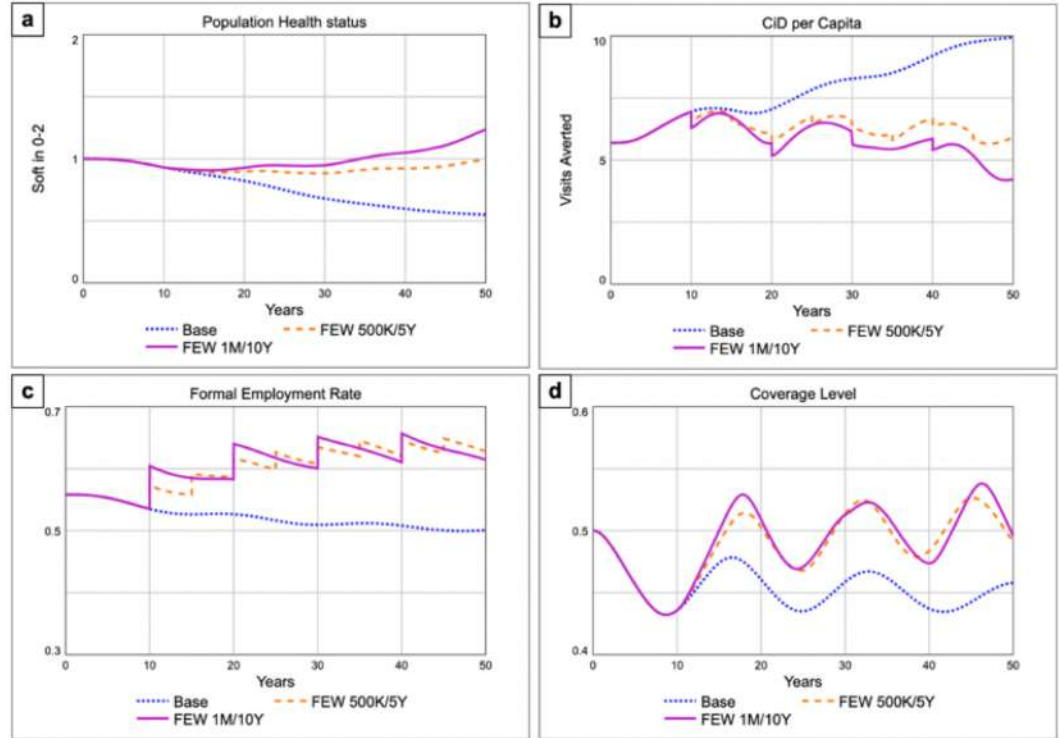 a
Population Health status
2
1
0
Soft in 0-2
0 10 20 30 40 50
Years
Base FEW 500K/5Y
FEW 1M/10Y
b
CiD per Capita
10
5
0
Visits Averted
0 10 20 30 40 50
Years
Base FEW 500K/5Y
FEW 1M/10Y
c
Formal Employment Rate
0.7
0.5
0.3
0 10 20 30 40 50
Years
Base FEW 500K/5Y
FEW 1M/10Y
d
Coverage Level
0.6
0.5
0.4
0 10 20 30 40 50
Years
Base FEW 500K/5Y
FEW 1M/10Y